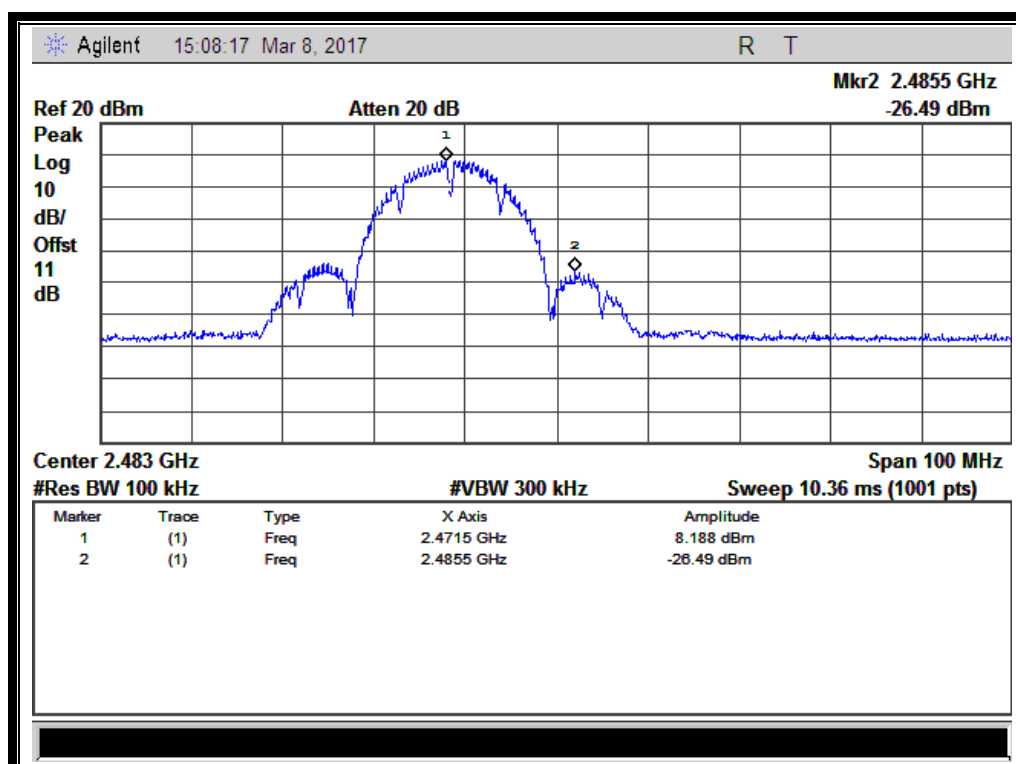 Agilent 15:08:17 Mar 8, 2017 R T
Mkr2 2.4855 GHz
Ref 20 dBm Atten 20 dB -26.49 dBm
Peak
Log
10
dB/
Offst
11
dB
1
2
Center 2.483 GHz Span 100 MHz
#Res BW 100 kHz #VBW 300 kHz Sweep 10.36 ms (1001 pts)
Marker Trace Type X Axis Amplitude
1 (1) Freq 2.4715 GHz 8.188 dBm
2 (1) Freq 2.4855 GHz -26.49 dBm